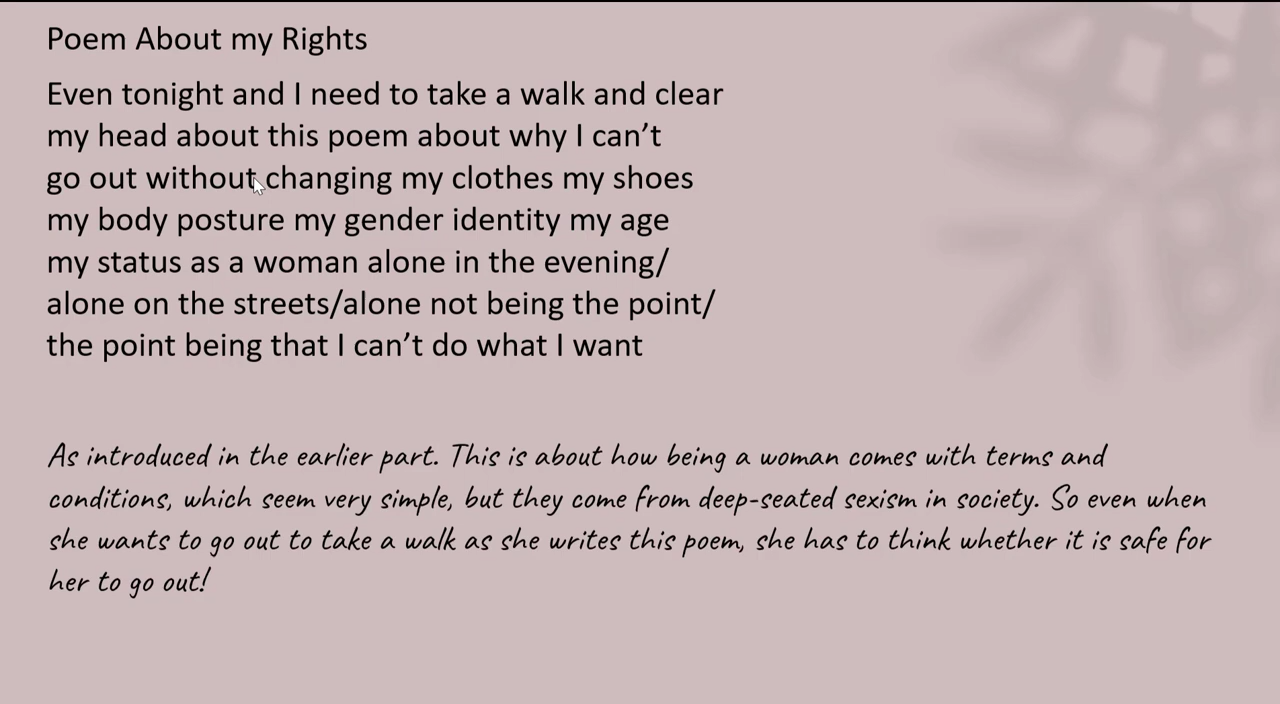 Poem About my Rights
Even tonight and I need to take a walk and clear
my head about this poem about why I can’t
go out without changing my clothes my shoes
my body posture my gender identity my age
my status as a woman alone in the evening/
alone on the streets/alone not being the point/
the point being that I can’t do what I want
As introduced in the earlier part. This is about how being a woman comes with terms and
conditions, which seem very simple, but they come from deep-seated sexism in society. So even when
she wants to go out to take a walk as she writes this poem, she has to think whether it is safe for
her to go out!